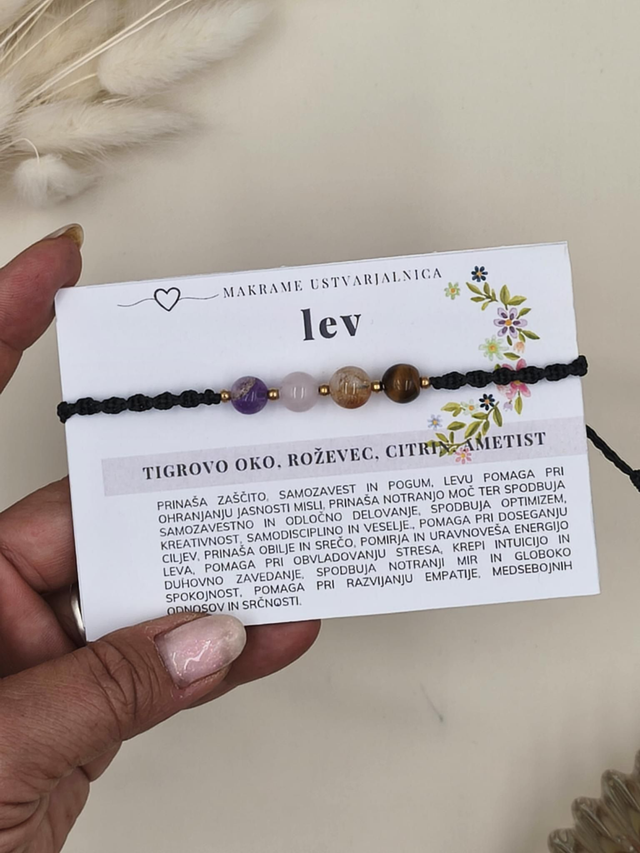 MAKRAME USTVARJALNICA
lev
TIGROVO OKO, ROŽEVEC, CITRIN, AMETIST
PRINAŠA ZAŠČITO, SAMOZAVEST IN POGUM, LEVU POMAGA PRI
OHRANJANJU JASNOSTI MISLI, PRINAŠA NOTRANJO MOČ TER SPODBUJA
SAMOZAVESTNO IN ODLOČNO DELOVANJE, SPODBUJA OPTIMIZEM,
KREATIVNOST, SAMODISCIPLINO IN VESELJE., POMAGA PRI DOSEGANJU
CILJEV, PRINAŠA OBILJE IN SREČO, POMIRJA IN URAVNOVEŠA ENERGIJO
LEVA, POMAGA PRI OBVLADOVANJU STRESA, KREPI INTUICIJO IN
DUHOVNO ZAVEDANJE, SPODBUJA NOTRANJI MIR IN GLOBOKO
SPOKOJNOST, POMAGA PRI RAZVIJANJU EMPATIJE, MEDSEBOJNIH
ODNOSOV IN SRČNOSTI.